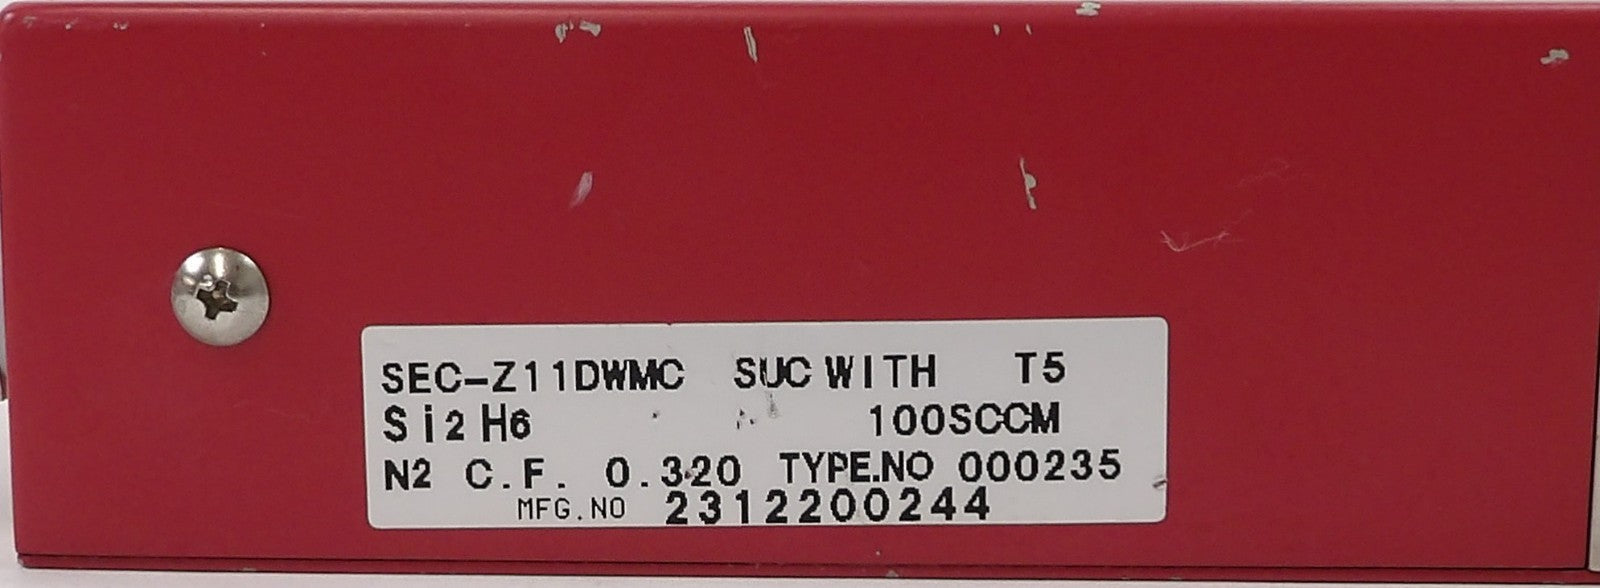 SEC-Z11DWMC SUC WITH T5
Si2H6 100SCCM
N2 C.F. 0.320 TYPE.NO 000235
MFG.NO 2312200244